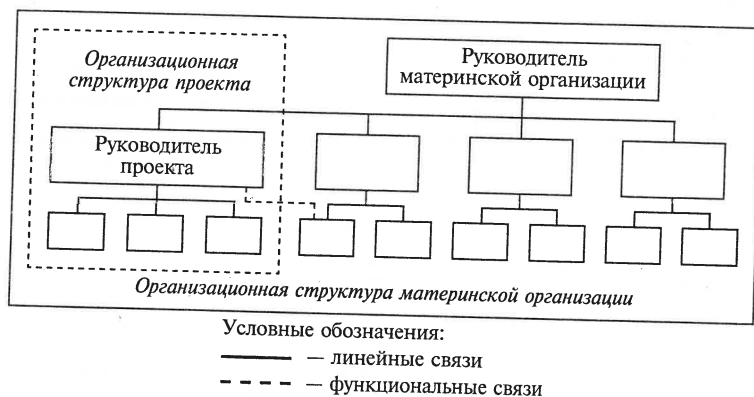 Организационная
структура проекта
Руководитель
материнской организации
Руководитель
проекта
Организационная структура материнской организации
Условные обозначения:
— линейные связи
— функциональные связи